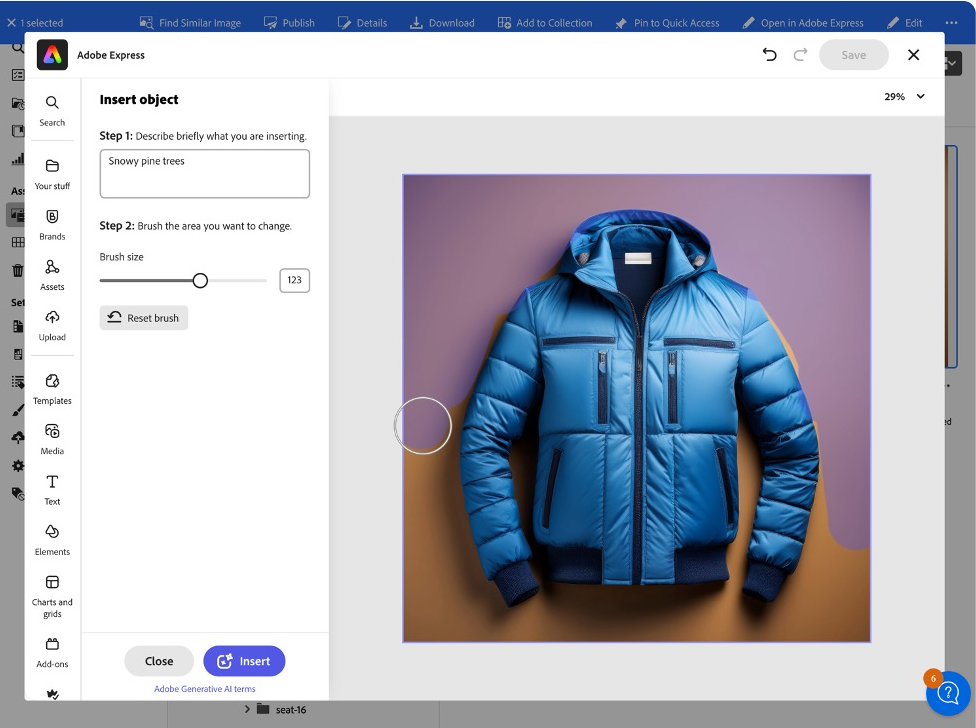 1 selected
Find Similar Image
Publish
Details
Download
Add to Collection
Pin to Quick Access
Open in Adobe Express
Edit
Adobe Express
Save
Search
Your stuff
Brands
Assets
Upload
Templates
Media
Text
Elements
Charts and
grids
Add-ons
Insert object
Step 1: Describe briefly what you are inserting.
Snowy pine trees
Step 2: Brush the area you want to change.
Brush size
123
Reset brush
Close
Insert
Adobe Generative AI terms
29%
Ass
Set
ed
seat-16
6